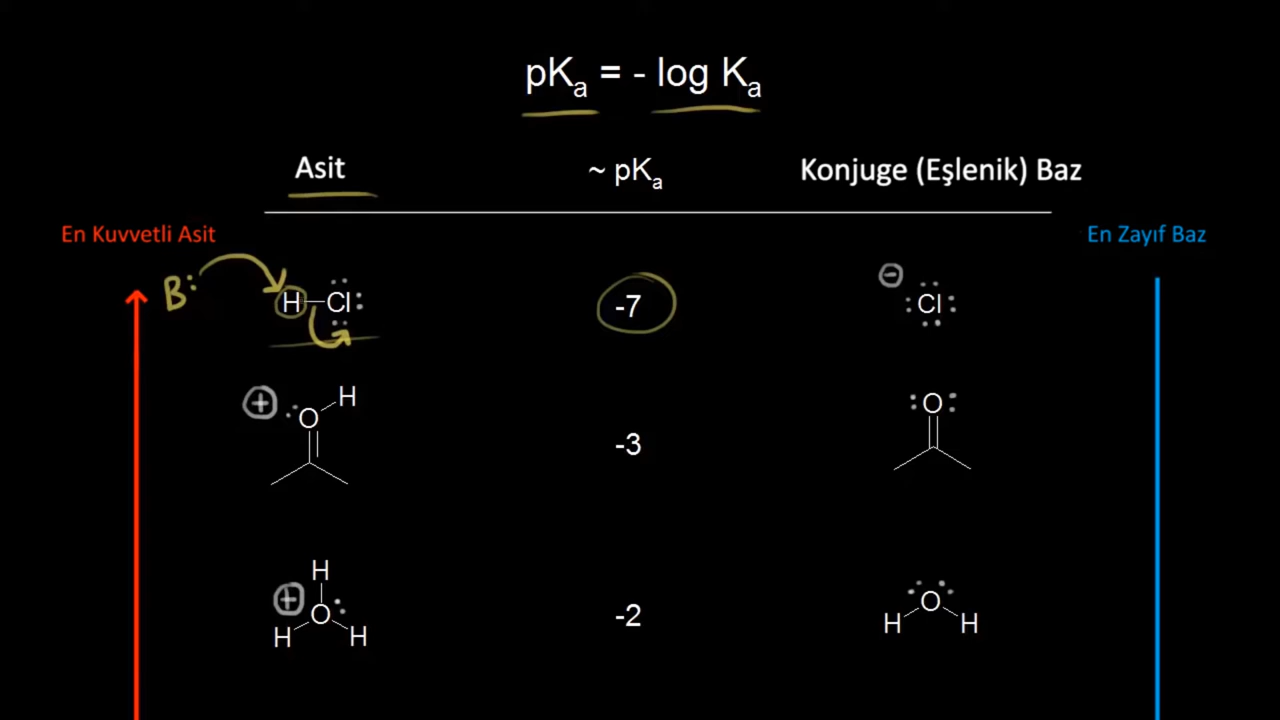 pKa = - log Ka
Asit ~ pKa Konjuge (Eşlenik) Baz
En Kuvvetli Asit En Zayıf Baz
B: H Cl -7 Cl
H
O -3 O
H
O -2 O
H H H H